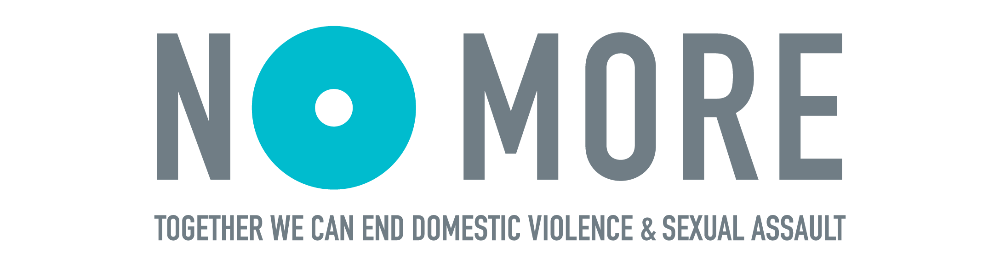 NO MORE
TOGETHER WE CAN END DOMESTIC VIOLENCE & SEXUAL ASSAULT